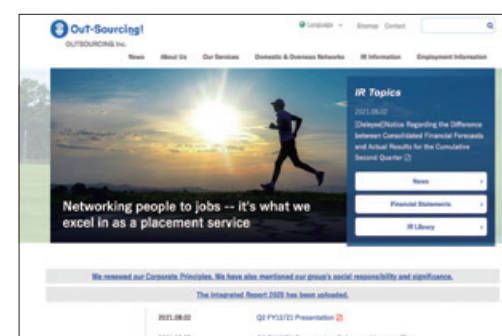 Out-Sourcing!
OUTSOURCING Inc.
Language
Sitemap Contact
News About Us Our Services Domestic & Overseas Networks IR Information Employment Information
IR Topics
2021.08.02
[Delayed]Notice Regarding the Difference
between Consolidated Financial Forecasts
and Actual Results for the Cumulative
Second Quarter
News
Financial Statements
IR Library
Networking people to jobs -- it's what we
excel in as a placement service
We renewed our Corporate Principles. We have also mentioned our group's social responsibility and significance.
The Integrated Report 2020 has been uploaded.
2021.08.02 Q2 FY12/21 Presentation